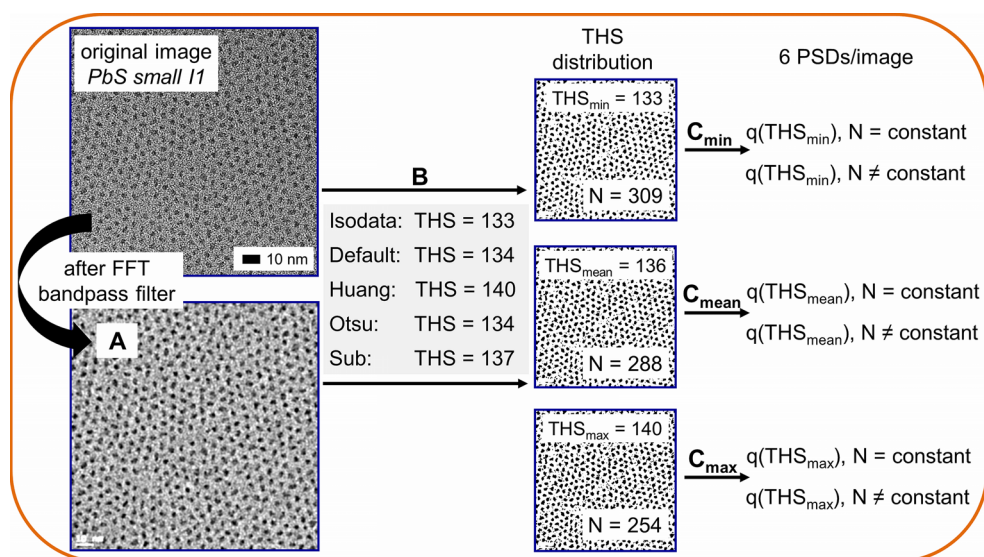 original image
PbS small I1
10 nm
after FFT
bandpass filter
A
10 nm
B
Isodata: THS = 133
Default: THS = 134
Huang: THS = 140
Otsu: THS = 134
Sub: THS = 137
THS
distribution
THSmin = 133
N = 309
THSmean = 136
N = 288
THSmax = 140
N = 254
6 PSDs/image
Cmin
q(THSmin), N = constant
q(THSmin), N ≠ constant
Cmean
q(THSmean), N = constant
q(THSmean), N ≠ constant
Cmax
q(THSmax), N = constant
q(THSmax), N ≠ constant